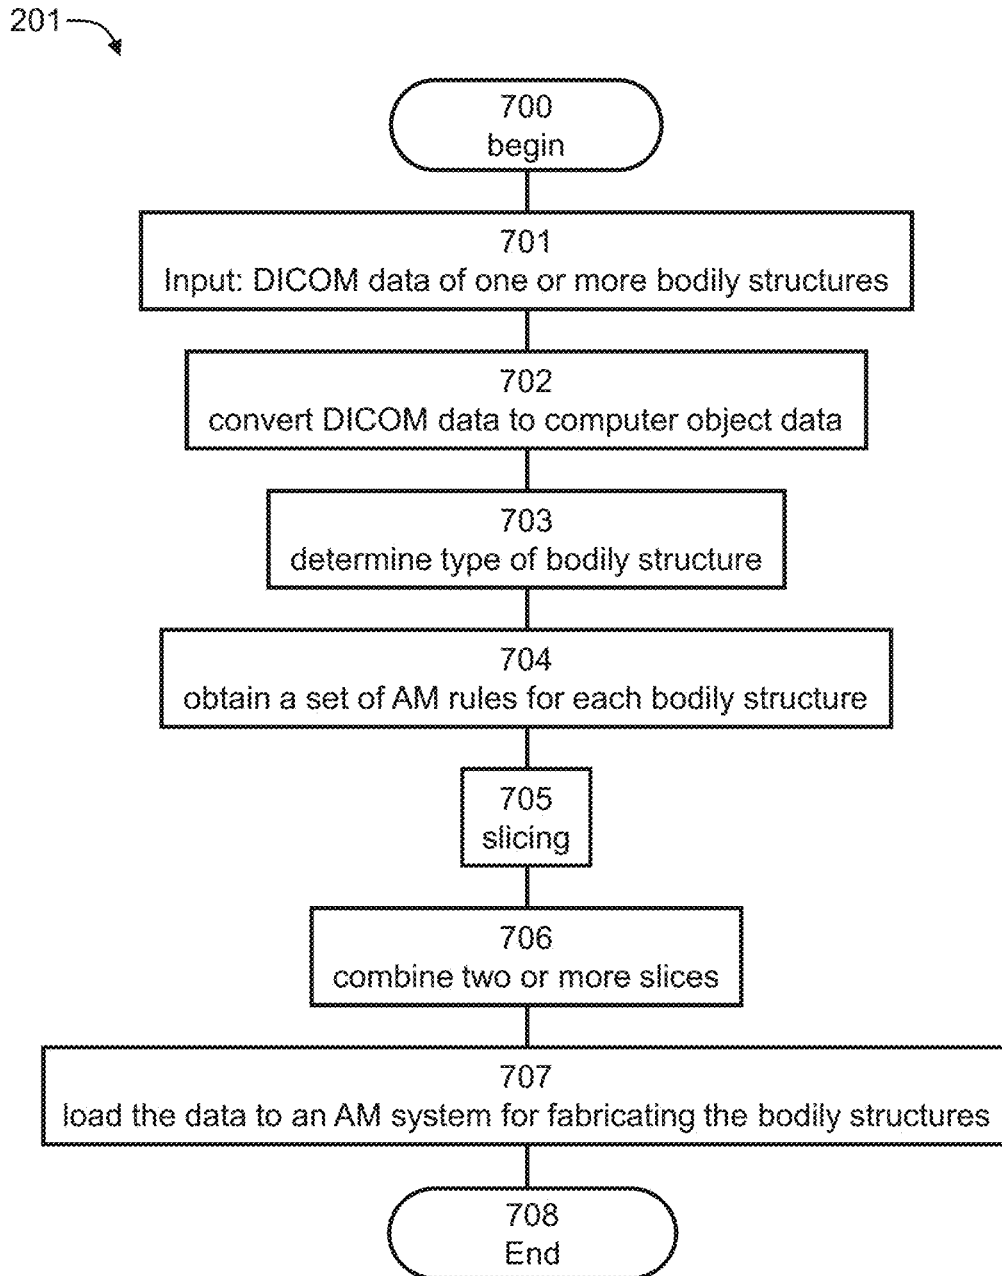 201
700
begin
701
Input: DICOM data of one or more bodily structures
702
convert DICOM data to computer object data
703
determine type of bodily structure
704
obtain a set of AM rules for each bodily structure
705
slicing
706
combine two or more slices
707
load the data to an AM system for fabricating the bodily structures
708
End